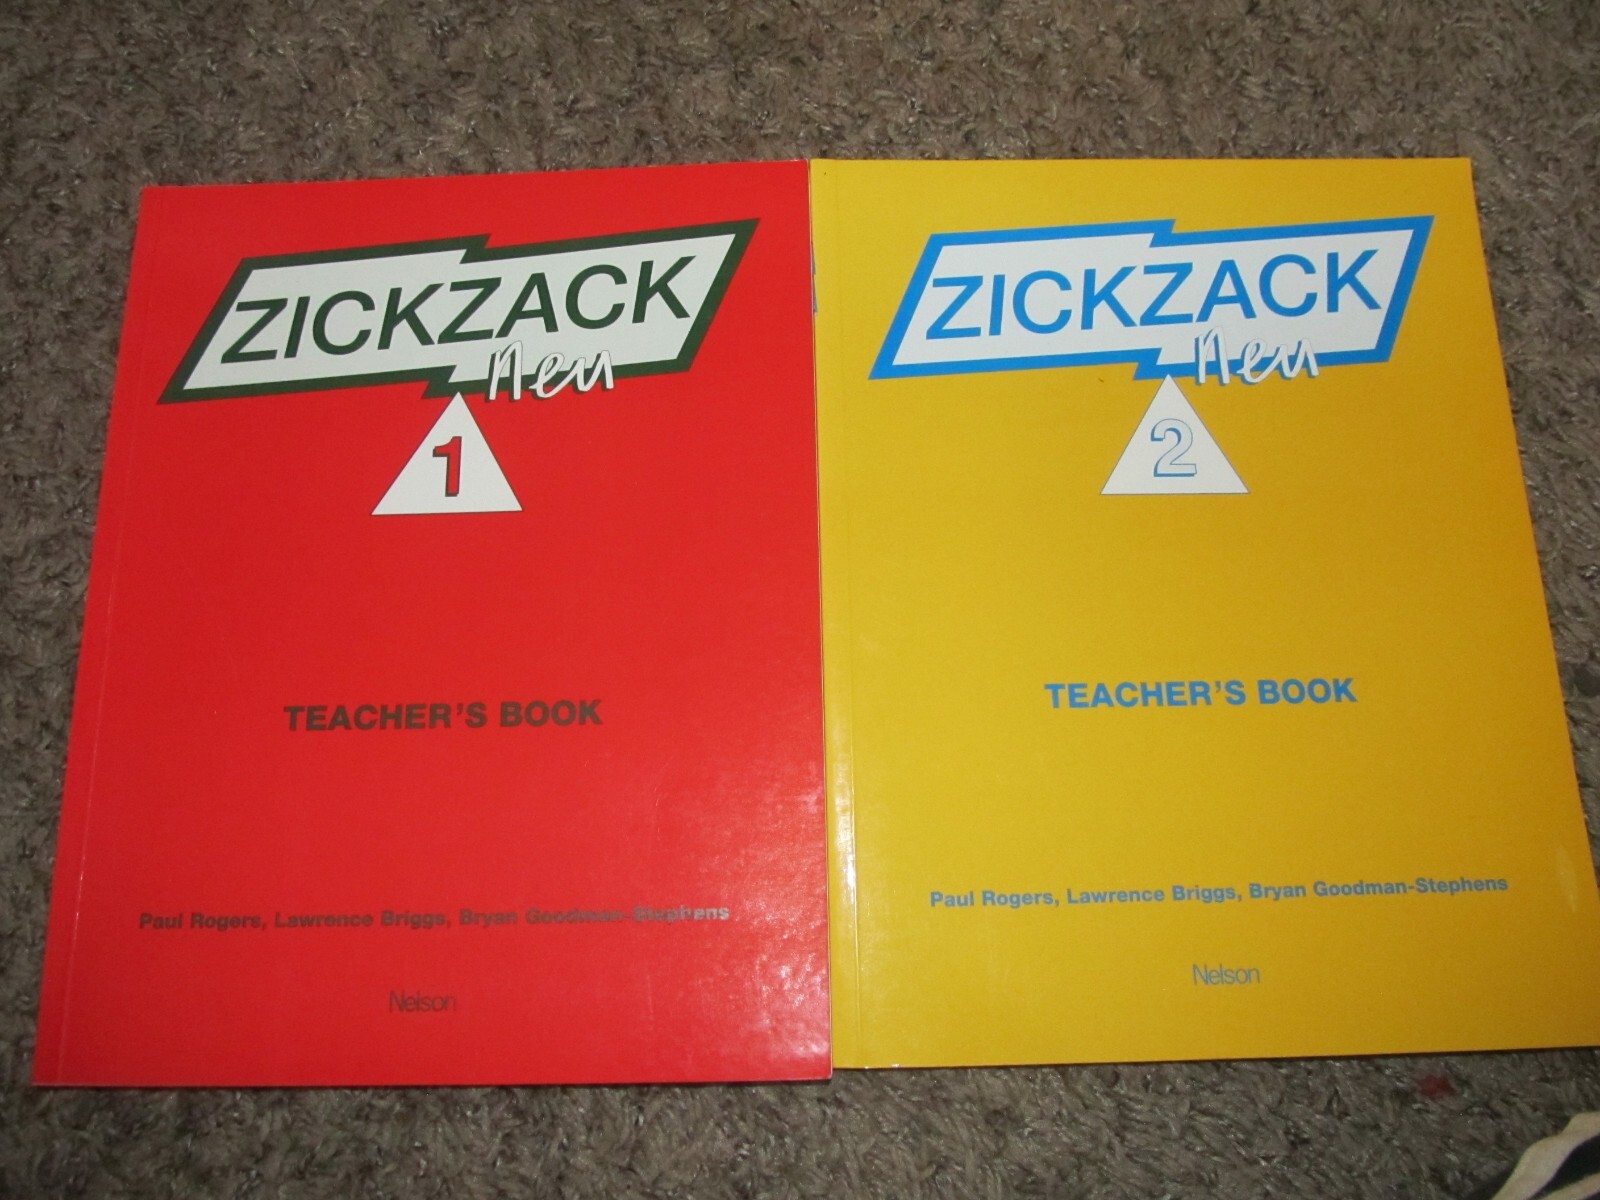 ZICKZACK
neu
1
TEACHER'S BOOK
Paul Rogers, Lawrence Briggs, Bryan Goodman-Stephens
Nelson
ZICKZACK
neu
2
TEACHER'S BOOK
Paul Rogers, Lawrence Briggs, Bryan Goodman-Stephens
Nelson